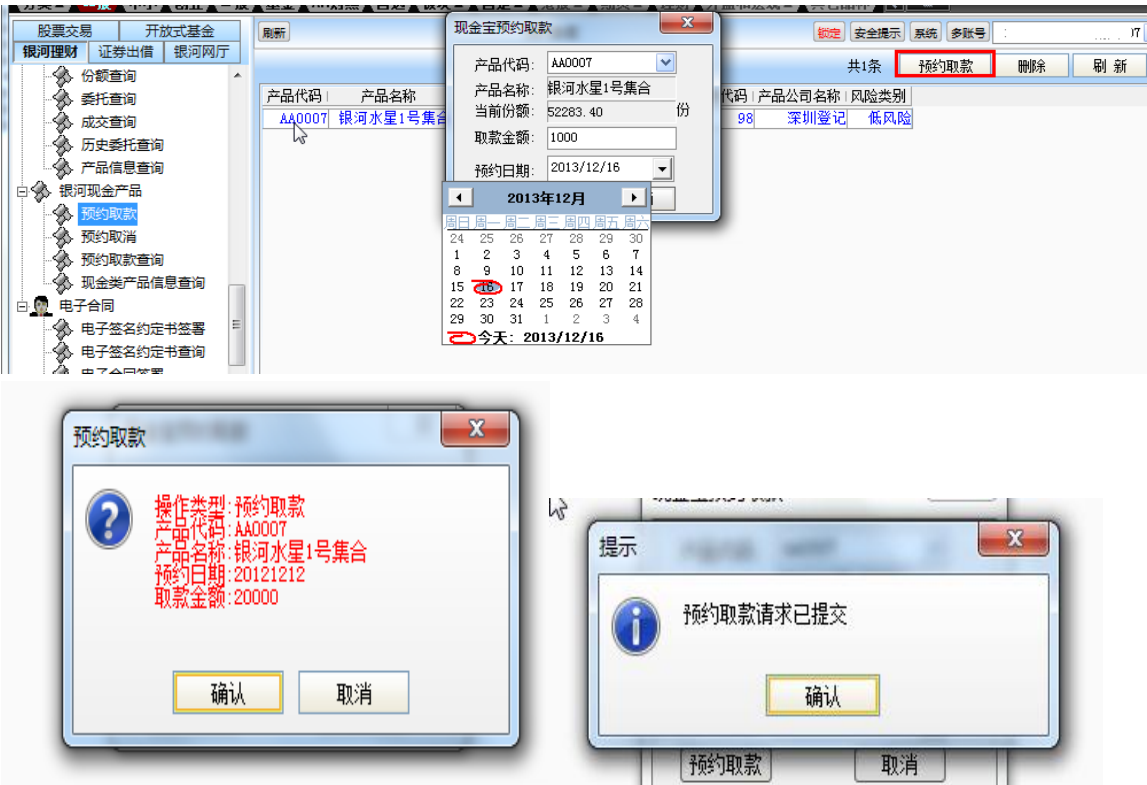 股票交易 开放式基金
银河理财 证券出借 银河网厅
份额查询
委托查询
成交查询
历史委托查询
产品信息查询
银河现金产品
预约取款
预约取消
预约取款查询
现金类产品信息查询
电子合同
电子签名约定书签署
电子签名约定书查询
刷新
锁定 安全提示 系统 多账号
共1条 预约取款 删除 刷 新
产品代码 产品名称 代码 产品公司名称 风险类别
AA0007 银河水星1号集合 98 深圳登记 低风险
现金宝预约取款
产品代码: AA0007
产品名称: 银河水星1号集合
当前份额: 52283.40 份
取款金额: 1000
预约日期: 2013/12/16
2013年12月
周日 周一 周二 周三 周四 周五 周六
24 25 26 27 28 29 30
1 2 3 4 5 6 7
8 9 10 11 12 13 14
15 16 17 18 19 20 21
22 23 24 25 26 27 28
29 30 31 1 2 3 4
今天: 2013/12/16
预约取款
操作类型:预约取款
产品代码:AA0007
产品名称:银河水星1号集合
预约日期:20121212
取款金额:20000
确认 取消
提示
预约取款请求已提交
确认
预约取款 取消